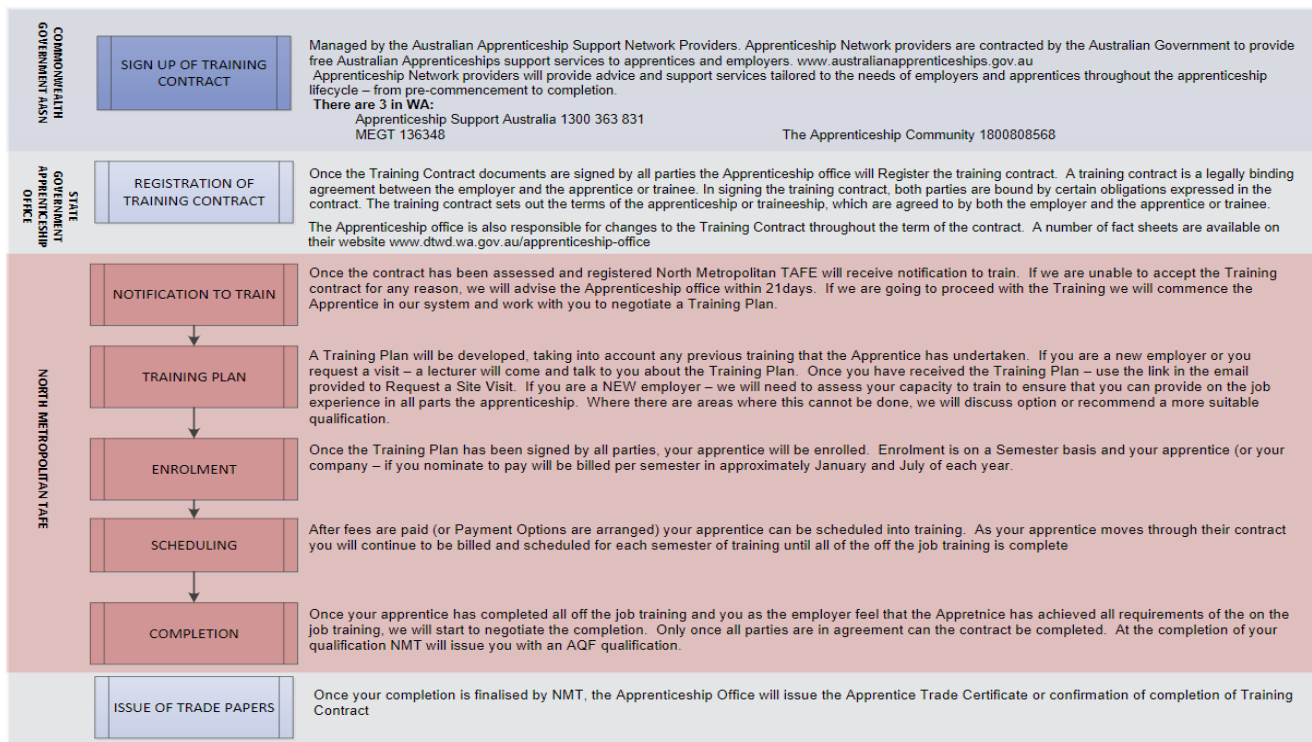 COMMONWEALTH
GOVERNMENT AASN
SIGN UP OF TRAINING
CONTRACT
Managed by the Australian Apprenticeship Support Network Providers. Apprenticeship Network providers are contracted by the Australian Government to provide
free Australian Apprenticeships support services to apprentices and employers. www.australianapprenticeships.gov.au
Apprenticeship Network providers will provide advice and support services tailored to the needs of employers and apprentices throughout the apprenticeship
lifecycle – from pre-commencement to completion.
There are 3 in WA:
Apprenticeship Support Australia 1300 363 831
MEGT 136348 The Apprenticeship Community 1800808568
STATE
GOVERNMENT
APPRENTICESHIP
OFFICE
REGISTRATION OF
TRAINING CONTRACT
Once the Training Contract documents are signed by all parties the Apprenticeship office will Register the training contract. A training contract is a legally binding
agreement between the employer and the apprentice or trainee. In signing the training contract, both parties are bound by certain obligations expressed in the
contract. The training contract sets out the terms of the apprenticeship or traineeship, which are agreed to by both the employer and the apprentice or trainee.
The Apprenticeship office is also responsible for changes to the Training Contract throughout the term of the contract. A number of fact sheets are available on
their website www.dtwd.wa.gov.au/apprenticeship-office
NORTH METROPOLITAN TAFE
NOTIFICATION TO TRAIN
Once the contract has been assessed and registered North Metropolitan TAFE will receive notification to train. If we are unable to accept the Training
contract for any reason, we will advise the Apprenticeship office within 21days. If we are going to proceed with the Training we will commence the
Apprentice in our system and work with you to negotiate a Training Plan.
TRAINING PLAN
A Training Plan will be developed, taking into account any previous training that the Apprentice has undertaken. If you are a new employer or you
request a visit – a lecturer will come and talk to you about the Training Plan. Once you have received the Training Plan – use the link in the email
provided to Request a Site Visit. If you are a NEW employer – we will need to assess your capacity to train to ensure that you can provide on the job
experience in all parts the apprenticeship. Where there are areas where this cannot be done, we will discuss option or recommend a more suitable
qualification.
ENROLMENT
Once the Training Plan has been signed by all parties, your apprentice will be enrolled. Enrolment is on a Semester basis and your apprentice (or your
company – if you nominate to pay will be billed per semester in approximately January and July of each year.
SCHEDULING
After fees are paid (or Payment Options are arranged) your apprentice can be scheduled into training. As your apprentice moves through their contract
you will continue to be billed and scheduled for each semester of training until all of the off the job training is complete
COMPLETION
Once your apprentice has completed all off the job training and you as the employer feel that the Appretnice has achieved all requirements of the on the
job training, we will start to negotiate the completion. Only once all parties are in agreement can the contract be completed. At the completion of your
qualification NMT will issue you with an AQF qualification.
ISSUE OF TRADE PAPERS
Once your completion is finalised by NMT, the Apprenticeship Office will issue the Apprentice Trade Certificate or confirmation of completion of Training
Contract